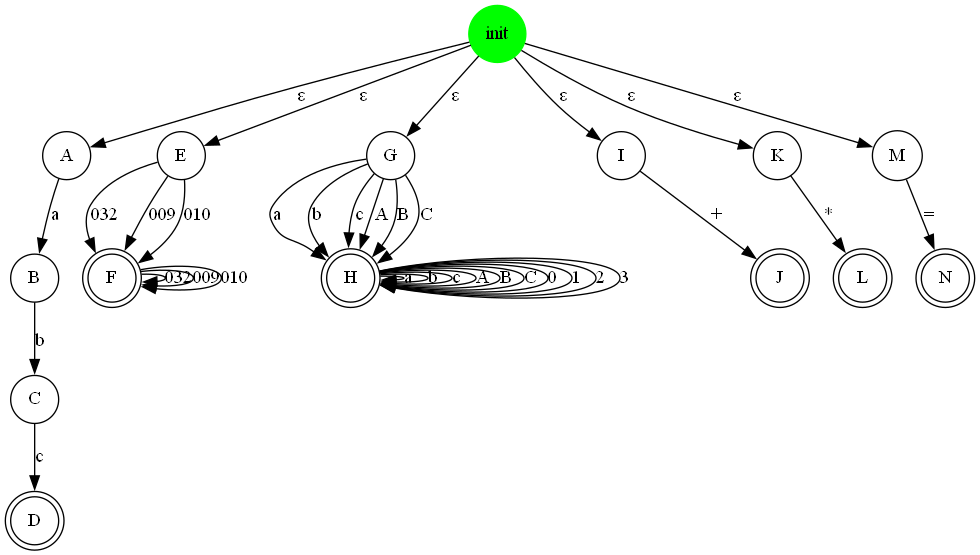 init
ε ε ε ε ε ε
A E G I K M
a 032 009 010 a b c A B C + * =
B F 032 009 010 H a b c A B C 0 1 2 3 J L N
b
C
c
D